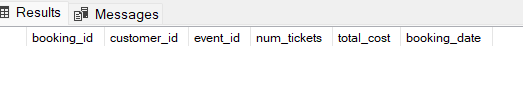 Results Messages
booking_id customer_id event_id num_tickets total_cost booking_date